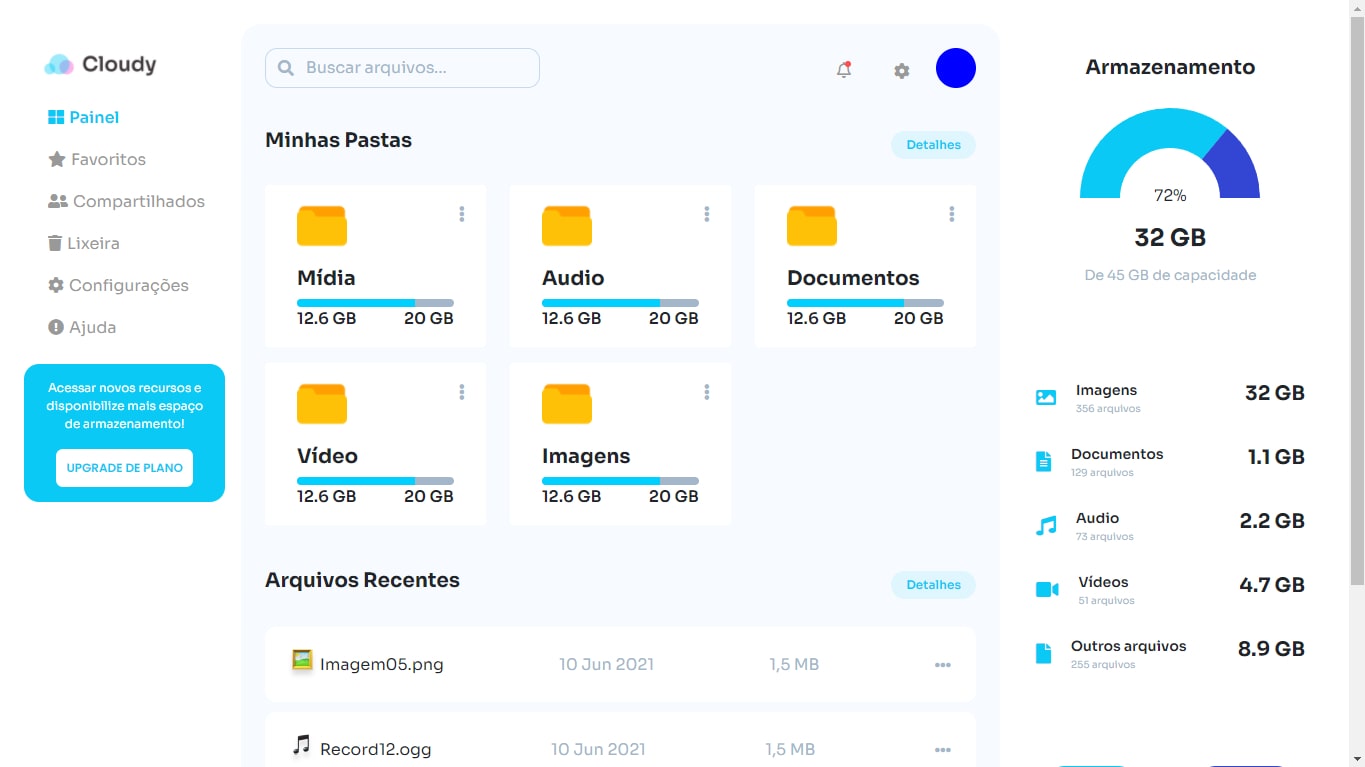 Cloudy
Painel
Favoritos
Compartilhados
Lixeira
Configurações
Ajuda
Acessar novos recursos e
disponibilize mais espaço
de armazenamento!
UPGRADE DE PLANO
Buscar arquivos...
Minhas Pastas
Detalhes
Mídia
12.6 GB 20 GB
Audio
12.6 GB 20 GB
Documentos
12.6 GB 20 GB
Vídeo
12.6 GB 20 GB
Imagens
12.6 GB 20 GB
Arquivos Recentes
Detalhes
Imagem05.png 10 Jun 2021 1,5 MB
Record12.ogg 10 Jun 2021 1,5 MB
Armazenamento
72%
32 GB
De 45 GB de capacidade
Imagens 32 GB
356 arquivos
Documentos 1.1 GB
129 arquivos
Audio 2.2 GB
73 arquivos
Vídeos 4.7 GB
51 arquivos
Outros arquivos 8.9 GB
255 arquivos